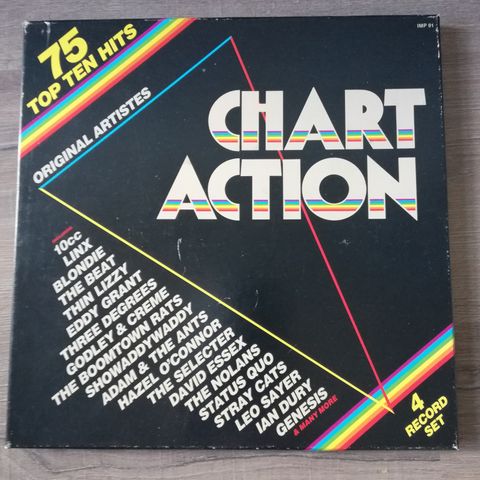 75
TOP TEN HITS
IMP 01
ORIGINAL ARTISTES
CHART
ACTION
INCLUDING
10cc
LINX
BLONDIE
THE BEAT
THIN LIZZY
EDDY GRANT
THREE DEGREES
GODLEY & CREME
THE BOOMTOWN RATS
SHOWADDYWADDY
ADAM & THE ANTS
HAZEL O'CONNOR
THE SELECTER
DAVID ESSEX
THE NOLANS
STATUS QUO
STRAY CATS
LEO SAYER
IAN DURY
GENESIS
& MANY MORE
4
RECORD
SET